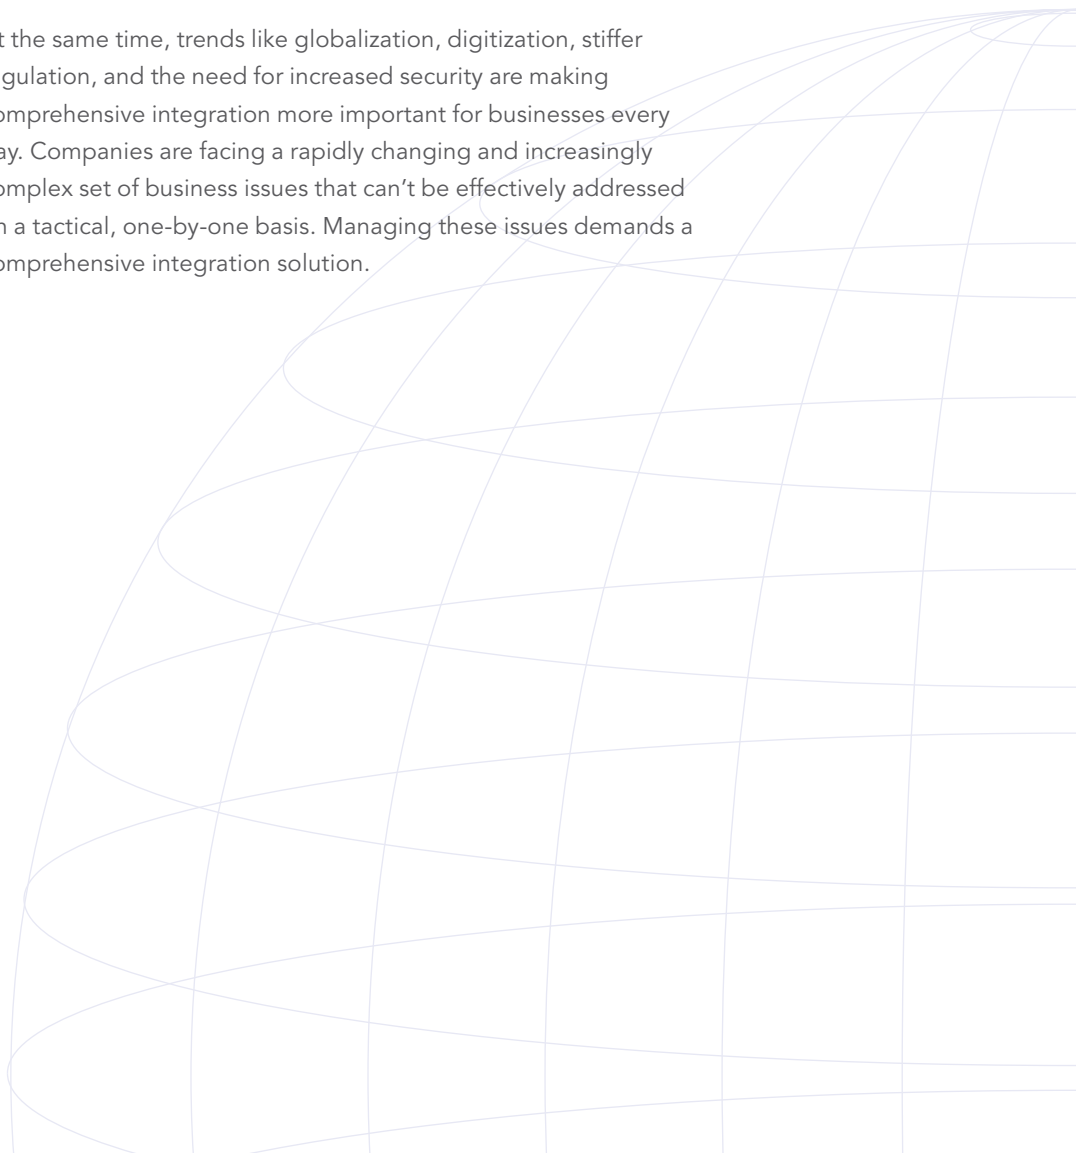 t the same time, trends like globalization, digitization, stiffer
gulation, and the need for increased security are making
omprehensive integration more important for businesses every
ay. Companies are facing a rapidly changing and increasingly
omplex set of business issues that can’t be effectively addressed
n a tactical, one-by-one basis. Managing these issues demands a
omprehensive integration solution.